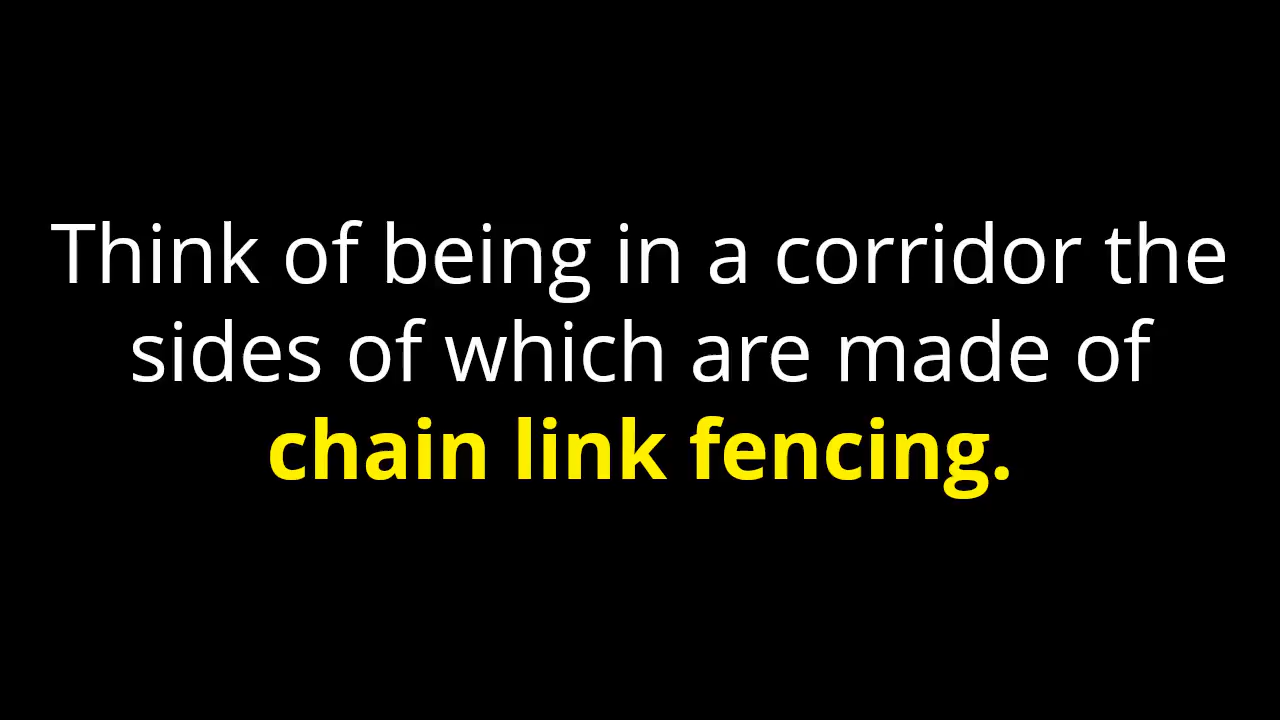 Think of being in a corridor the
sides of which are made of
chain link fencing.